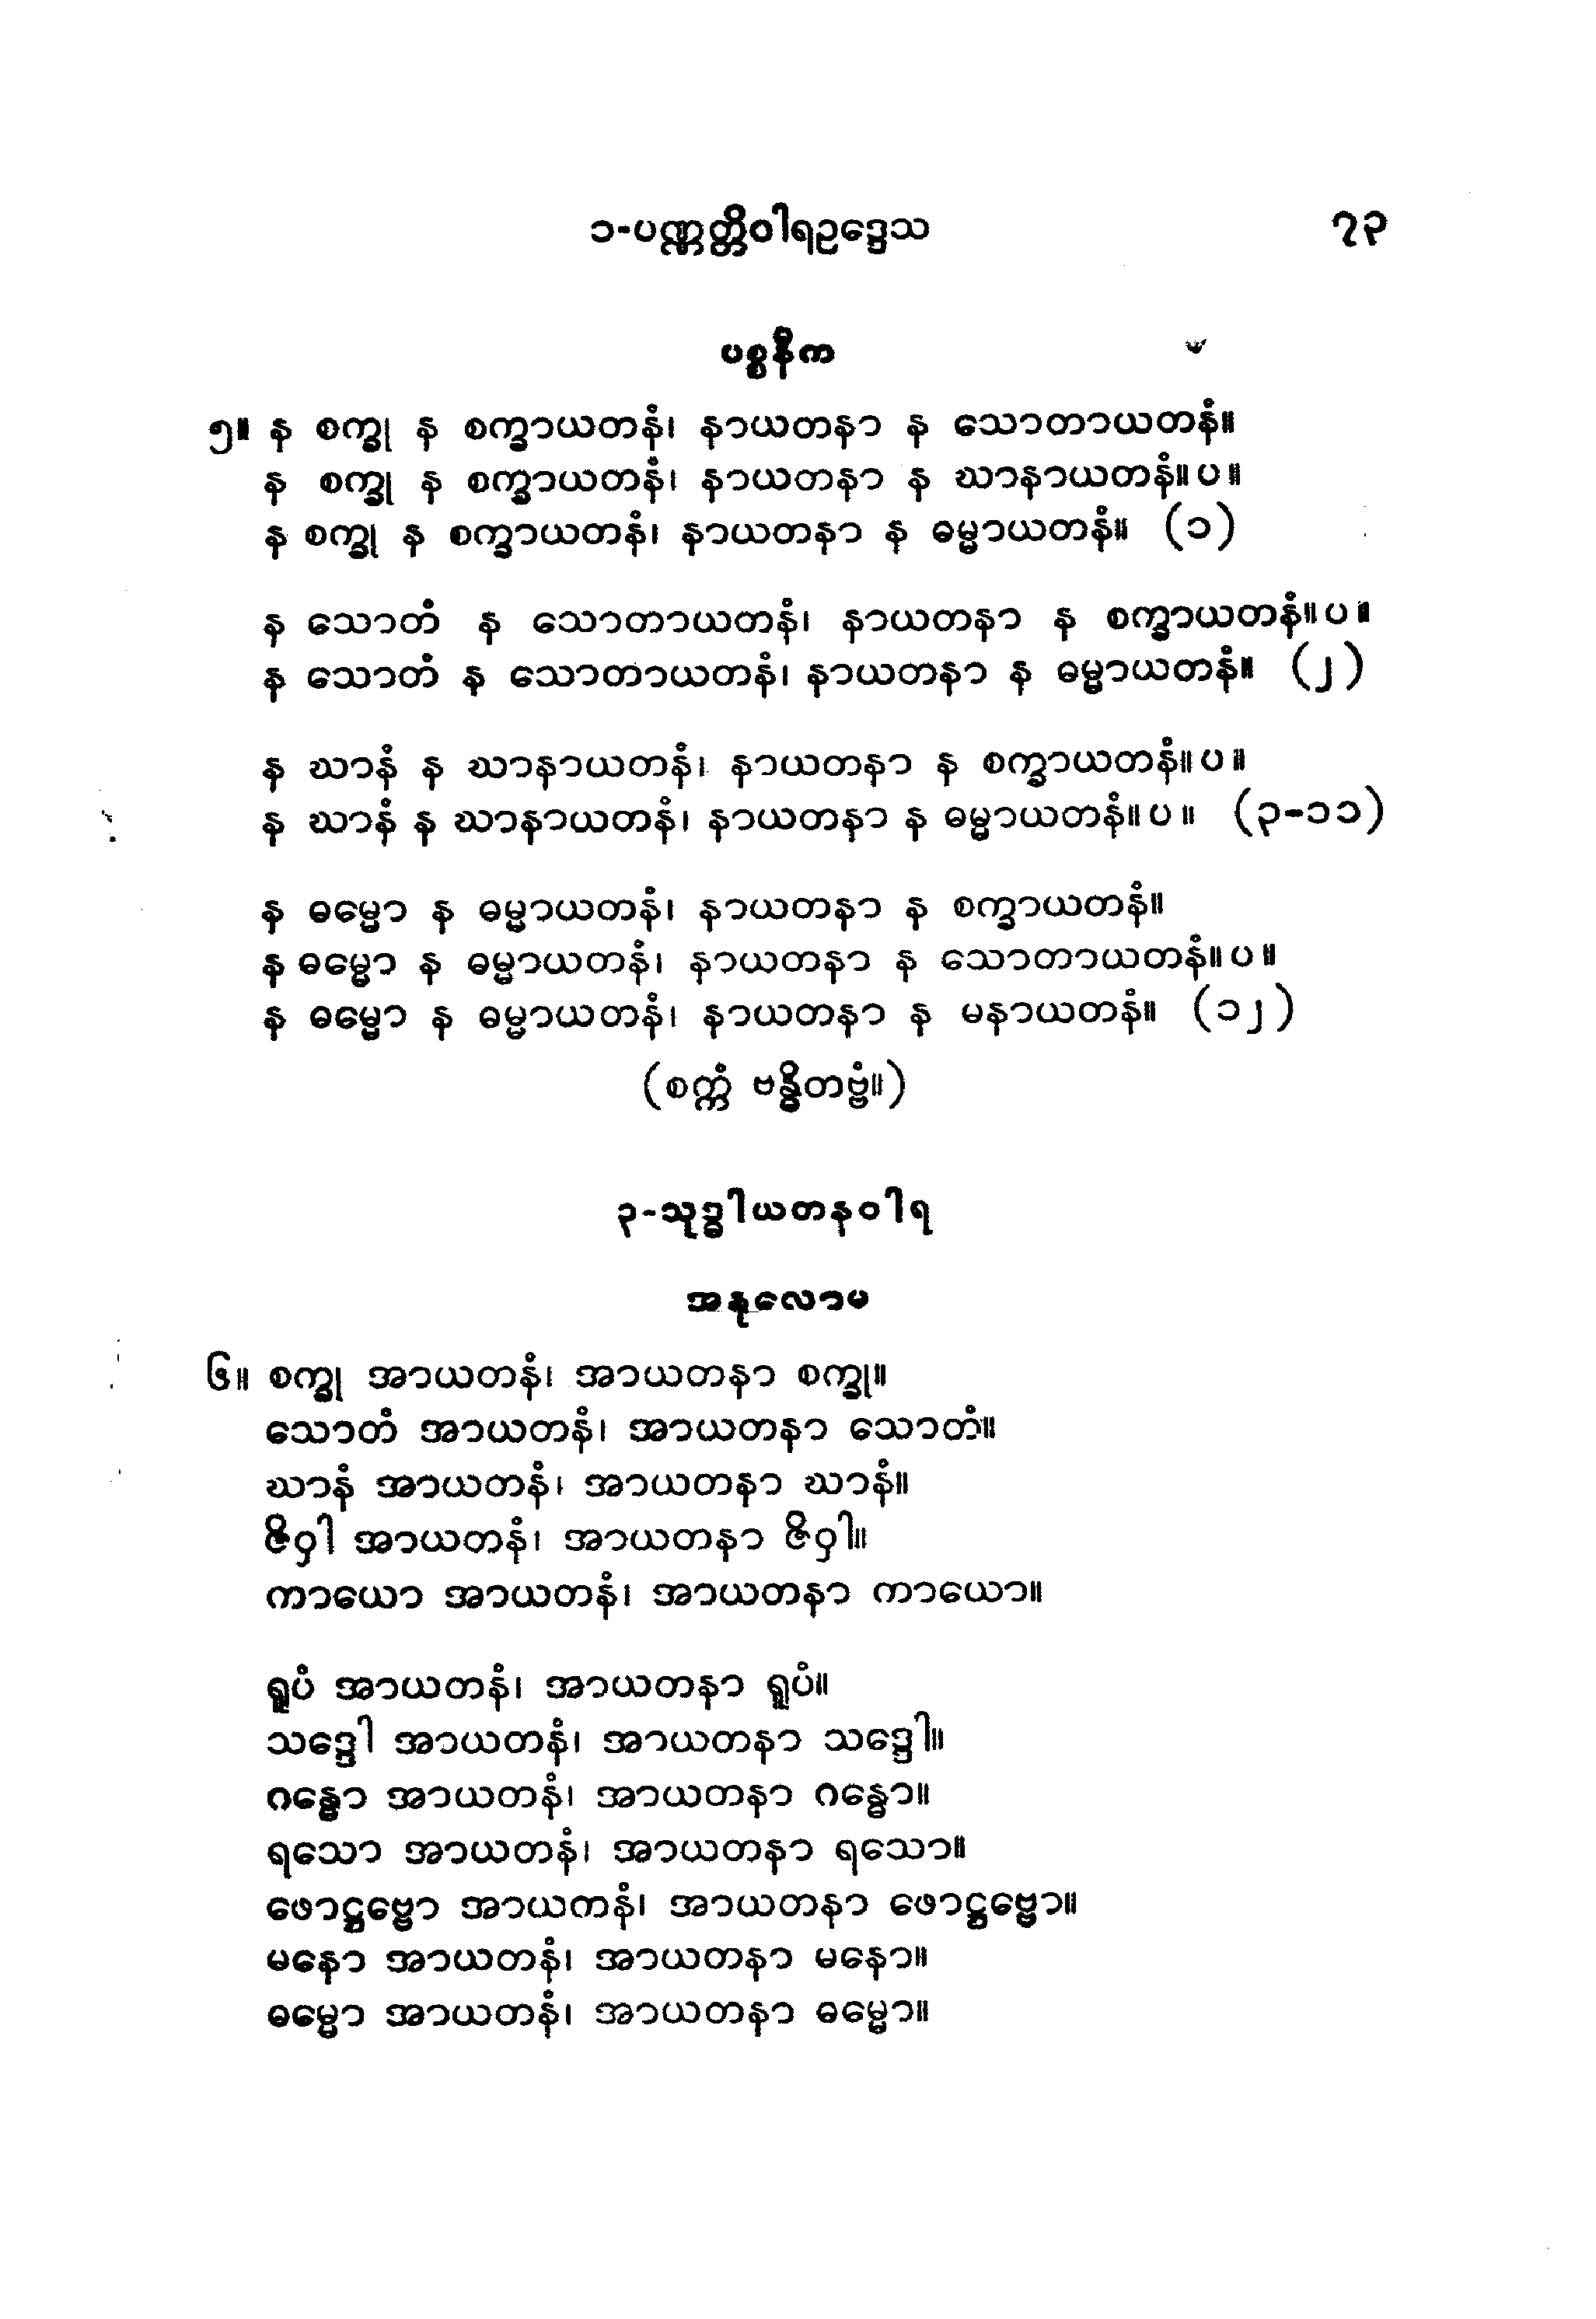 ၁-ပဏ္ဏတ္တိဝါရဥဒ္ဒေသ ၇၃
ပစ္စနီက
၅။ န စက္ခု န စက္ခာယတနံ၊ နာယတနာ န သောတာယတနံ။
န စက္ခု န စက္ခာယတနံ၊ နာယတနာ န ဃာနာယတနံ။ ပ ။
န စက္ခု န စက္ခာယတနံ၊ နာယတနာ န ဓမ္မာယတနံ။ (၁)
န သောတံ န သောတာယတနံ၊ နာယတနာ န စက္ခာယတနံ။ ပ ။
န သောတံ န သောတာယတနံ၊ နာယတနာ န ဓမ္မာယတနံ။ (၂)
န ဃာနံ န ဃာနာယတနံ၊ နာယတနာ န စက္ခာယတနံ။ ပ ။
န ဃာနံ န ဃာနာယတနံ၊ နာယတနာ န ဓမ္မာယတနံ။ ပ ။ (၃-၁၁)
န ဓမ္မော န ဓမ္မာယတနံ၊ နာယတနာ န စက္ခာယတနံ။
န ဓမ္မော န ဓမ္မာယတနံ၊ နာယတနာ န သောတာယတနံ။ ပ ။
န ဓမ္မော န ဓမ္မာယတနံ၊ နာယတနာ န မနာယတနံ။ (၁၂)
(စက္ကံ ဗန္ဓိတဗ္ဗံ။)
၃-သုဒ္ဓါယတနဝါရ
အနုလောမ
၆။ စက္ခု အာယတနံ၊ အာယတနာ စက္ခု။
သောတံ အာယတနံ၊ အာယတနာ သောတံ။
ဃာနံ အာယတနံ၊ အာယတနာ ဃာနံ။
ဇိဝှါ အာယတနံ၊ အာယတနာ ဇိဝှါ။
ကာယော အာယတနံ၊ အာယတနာ ကာယော။
ရူပံ အာယတနံ၊ အာယတနာ ရူပံ။
သဒ္ဒေါ အာယတနံ၊ အာယတနာ သဒ္ဒေါ။
ဂန္ဓော အာယတနံ၊ အာယတနာ ဂန္ဓော။
ရသော အာယတနံ၊ အာယတနာ ရသော။
ဖောဋ္ဌဗ္ဗော အာယကနံ၊ အာယတနာ ဖောဋ္ဌဗ္ဗော။
မနော အာယတနံ၊ အာယတနာ မနော။
ဓမ္မော အာယတနံ၊ အာယတနာ ဓမ္မော။